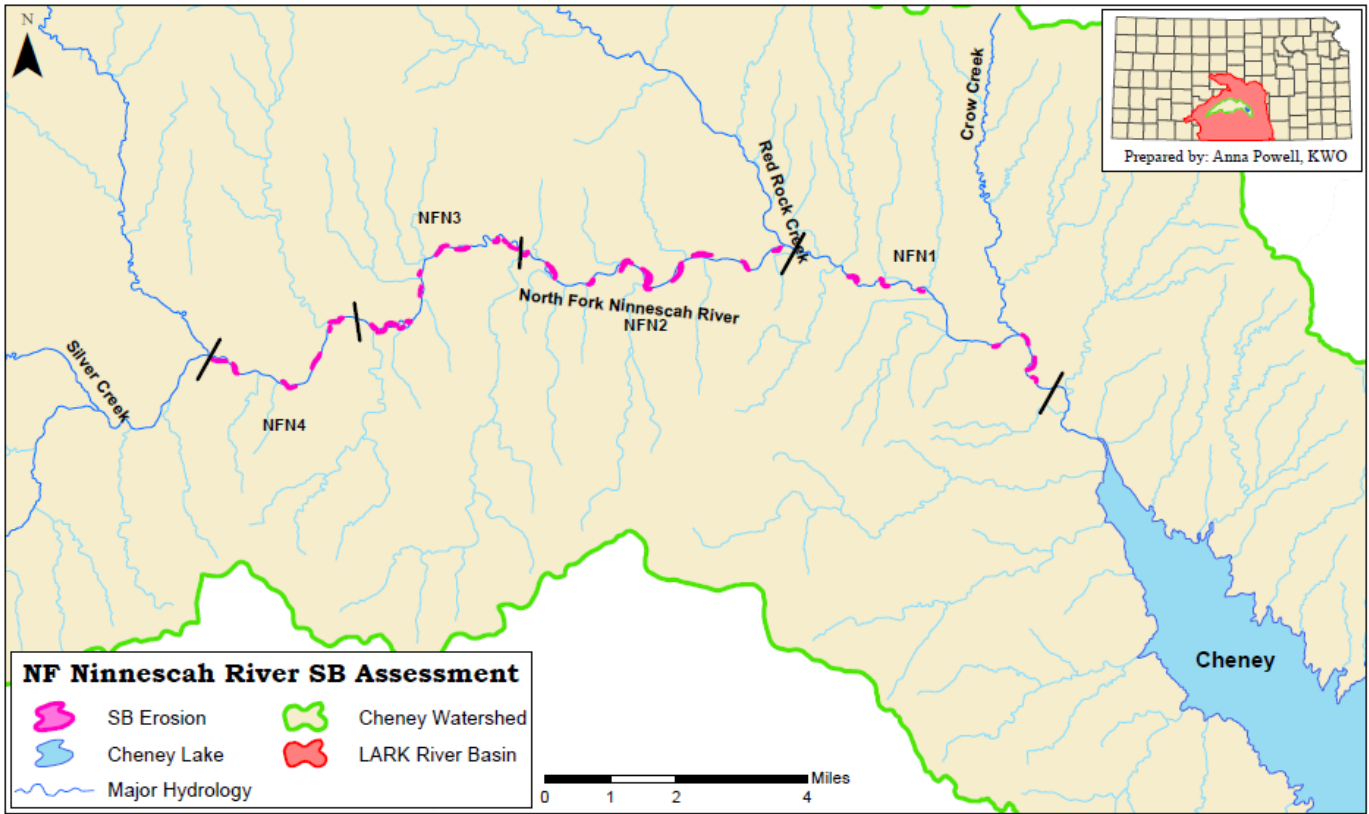 N
Prepared by: Anna Powell, KWO
Crow Creek
Red Rock Creek
NFN3
NFN1
North Fork Ninnescah River
NFN2
Silver Creek
NFN4
Cheney
NF Ninnescah River SB Assessment
SB Erosion
Cheney Watershed
Cheney Lake
LARK River Basin
Major Hydrology
Miles
0 1 2 4